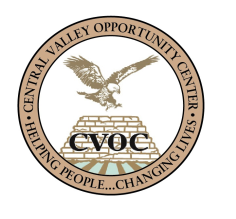 CENTRAL VALLEY OPPORTUNITY CENTER
CVOC
HELPING PEOPLE...CHANGING LIVES